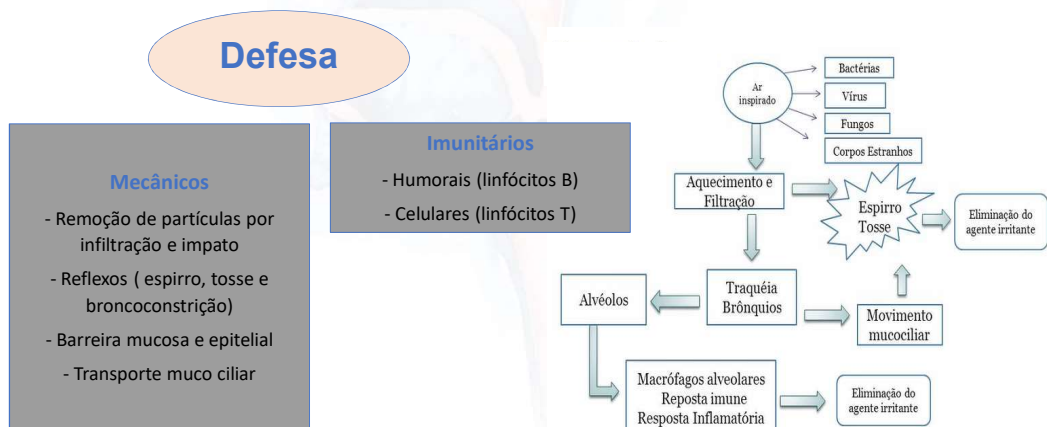 Defesa
Mecânicos
- Remoção de partículas por
infiltração e impato
- Reflexos ( espirro, tosse e
broncoconstrição)
- Barreira mucosa e epitelial
- Transporte muco ciliar
Imunitários
- Humorais (linfócitos B)
- Celulares (linfócitos T)
Ar
inspirado
Bactérias
Vírus
Fungos
Corpos Estranhos
Aquecimento e
Filtração
Espirro
Tosse
Eliminação do
agente irritante
Alvéolos
Traquéia
Brônquios
Movimento
mucociliar
Macrófagos alveolares
Reposta imune
Resposta Inflamatória
Eliminação do
agente irritante